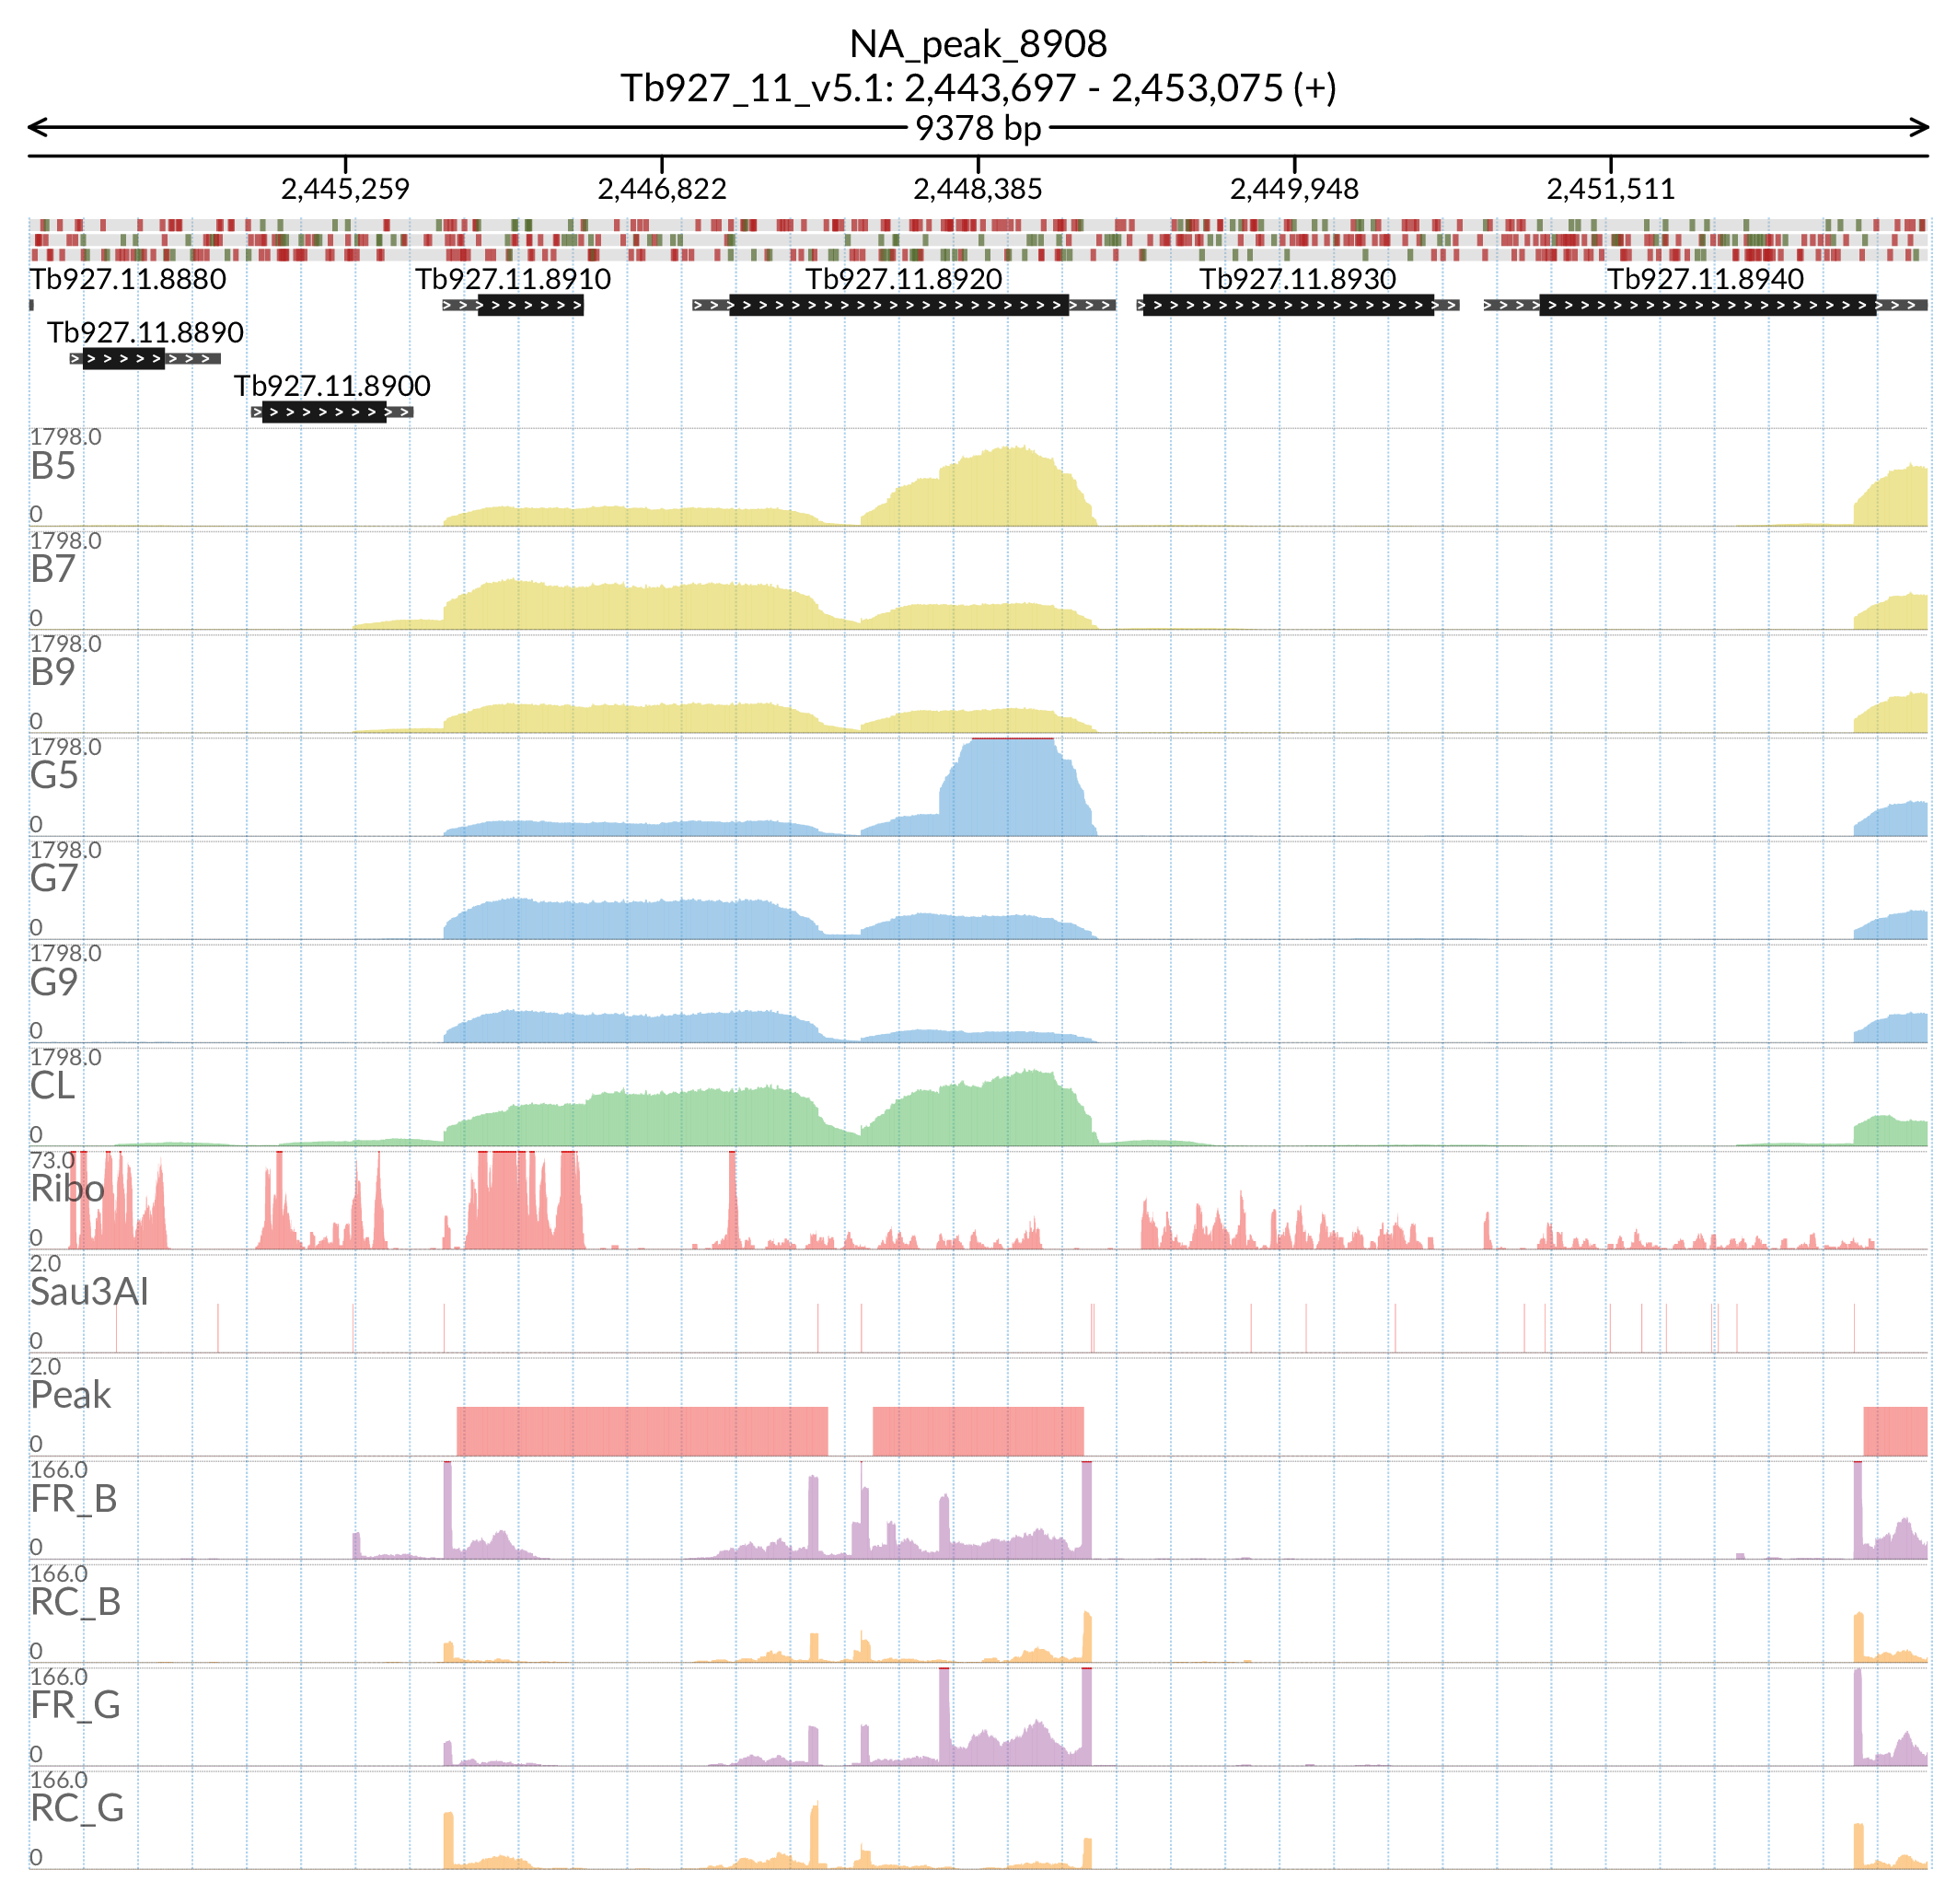 NA_peak_8908
Tb927_11_v5.1: 2,443,697 - 2,453,075 (+)
9378 bp
2,445,259 2,446,822 2,448,385 2,449,948 2,451,511
Tb927.11.8880 Tb927.11.8910 Tb927.11.8920 Tb927.11.8930 Tb927.11.8940
Tb927.11.8890
Tb927.11.8900
1798.0
B5
0
1798.0
B7
0
1798.0
B9
0
1798.0
G5
0
1798.0
G7
0
1798.0
G9
0
1798.0
CL
0
73.0
Ribo
0
2.0
Sau3AI
0
2.0
Peak
0
166.0
FR_B
0
166.0
RC_B
0
166.0
FR_G
0
166.0
RC_G
0